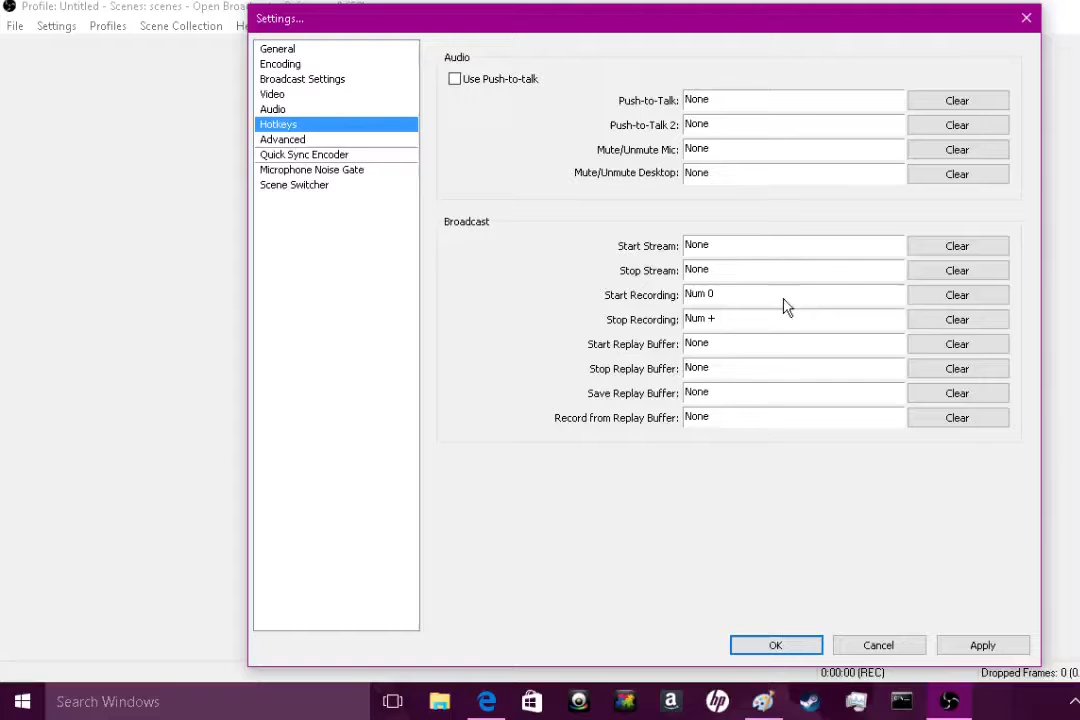 Profile: Untitled - Scenes: scenes - Open Broa
Settings...
File Settings Profiles Scene Collection He
General
Encoding
Broadcast Settings
Video
Audio
Hotkeys
Advanced
Quick Sync Encoder
Microphone Noise Gate
Scene Switcher
Audio
Use Push-to-talk
Push-to-Talk: None Clear
Push-to-Talk 2: None Clear
Mute/Unmute Mic: None Clear
Mute/Unmute Desktop: None Clear
Broadcast
Start Stream: None Clear
Stop Stream: None Clear
Start Recording: Num 0 Clear
Stop Recording: Num + Clear
Start Replay Buffer: None Clear
Stop Replay Buffer: None Clear
Save Replay Buffer: None Clear
Record from Replay Buffer: None Clear
OK Cancel Apply
0:00:00 (REC) Dropped Frames: 0 (0.
Search Windows
a
hp